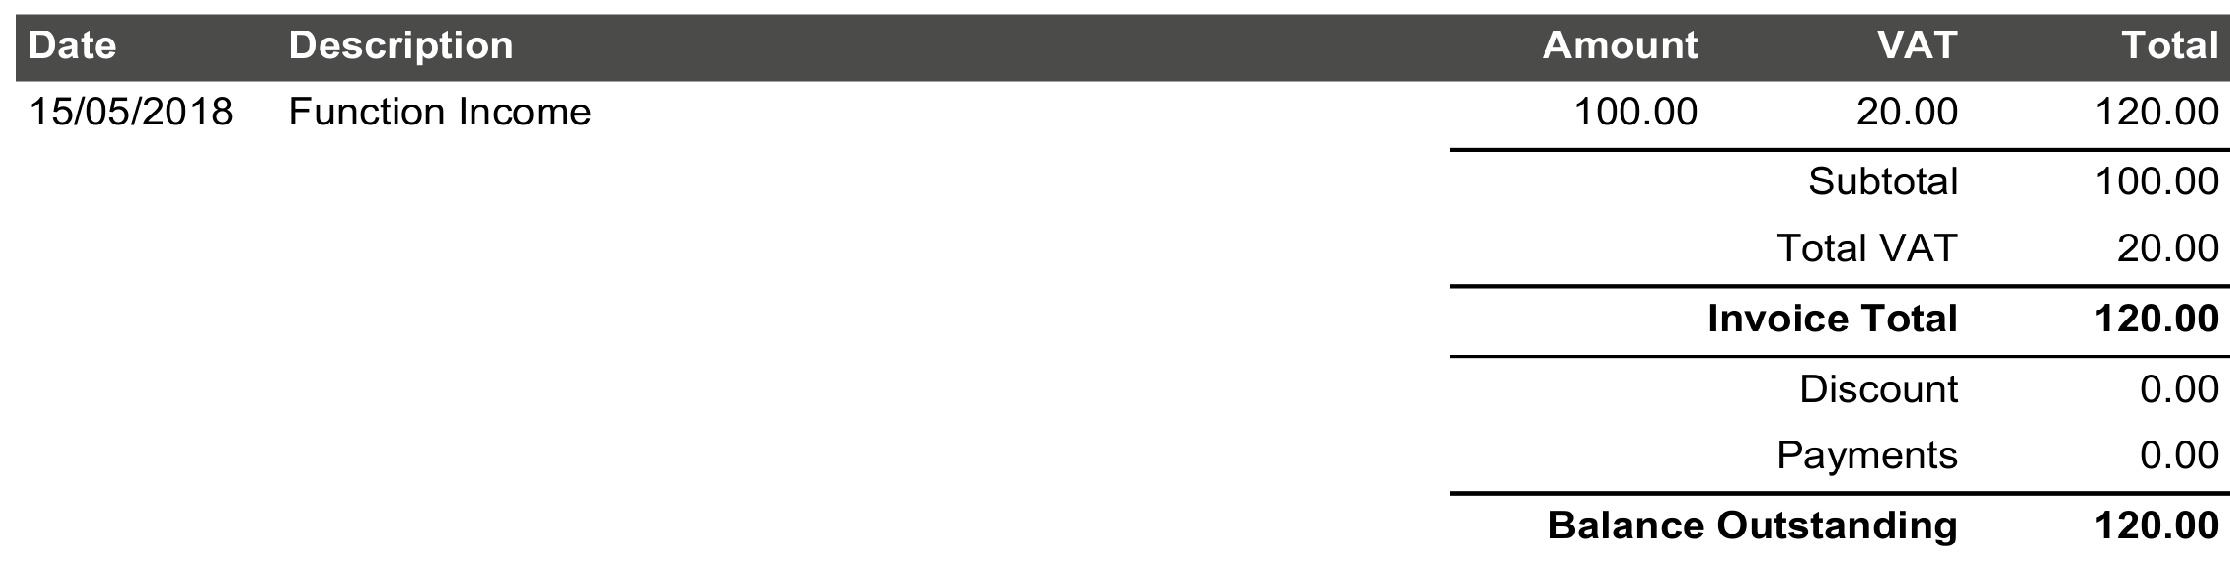 Date Description Amount VAT Total
15/05/2018 Function Income 100.00 20.00 120.00
Subtotal 100.00
Total VAT 20.00
Invoice Total 120.00
Discount 0.00
Payments 0.00
Balance Outstanding 120.00